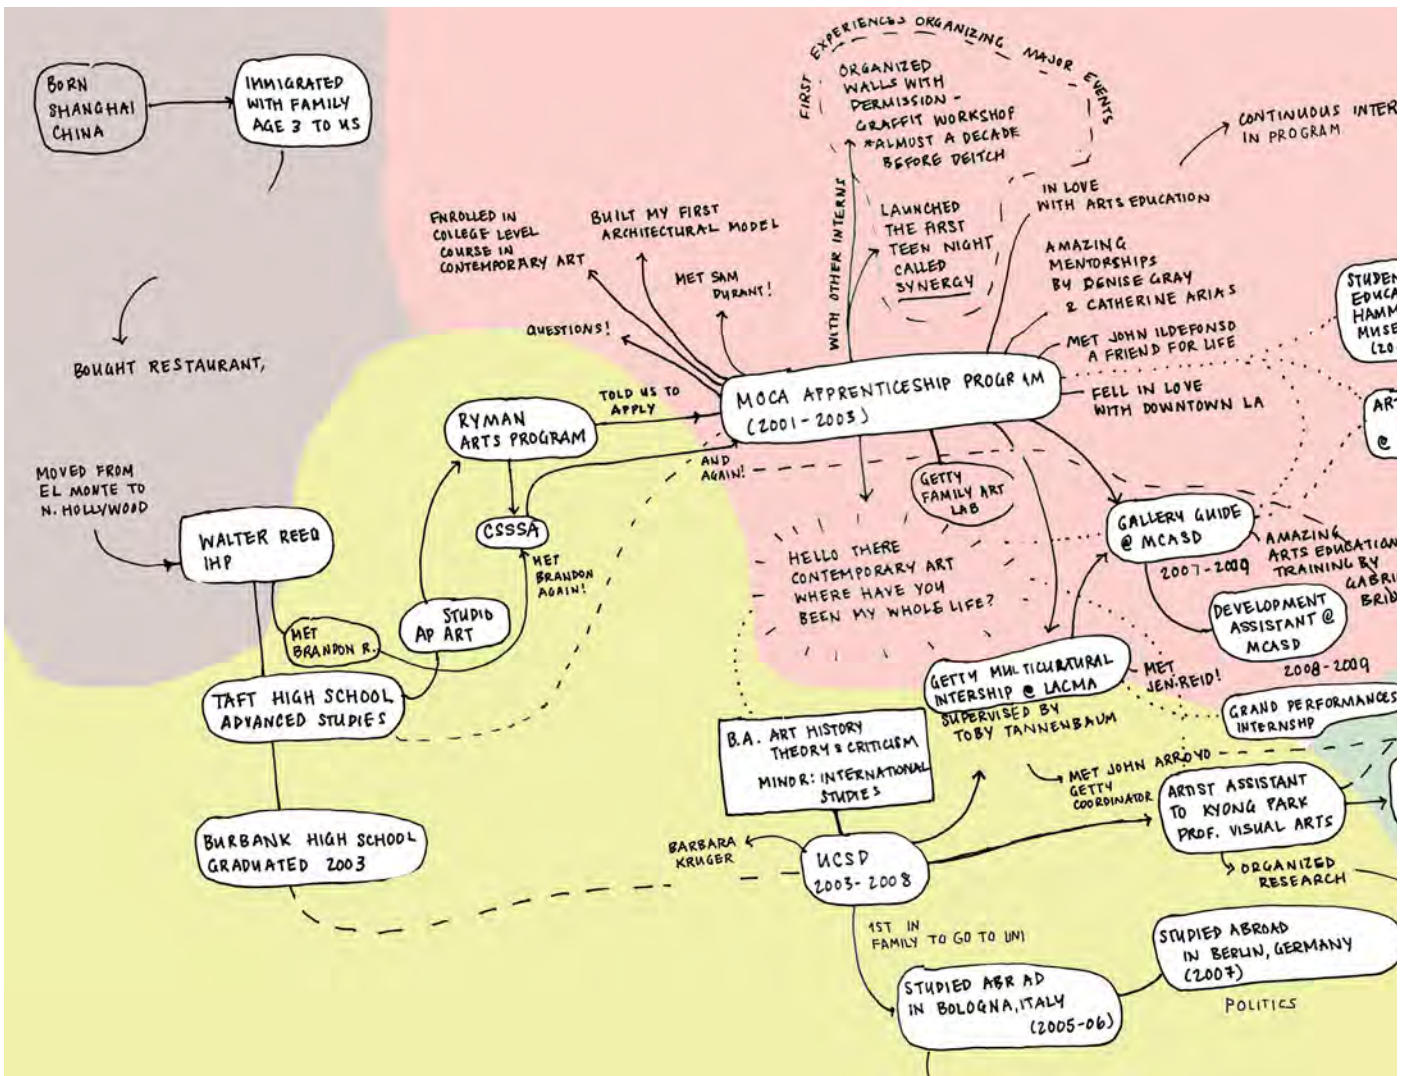 BORN
SHANGHAI
CHINA
IMMIGRATED
WITH FAMILY
AGE 3 TO US
BOUGHT RESTAURANT,
MOVED FROM
EL MONTE TO
N. HOLLYWOOD
WALTER REED
IHP
MET
BRANDON R.
TAFT HIGH SCHOOL
ADVANCED STUDIES
BURBANK HIGH SCHOOL
GRADUATED 2003
STUDIO
AP ART
RYMAN
ARTS PROGRAM
CSSSA
MET
BRANDON
AGAIN!
TOLD US TO
APPLY
AND
AGAIN!
ENROLLED IN
COLLEGE LEVEL
COURSE IN
CONTEMPORARY ART
BUILT MY FIRST
ARCHITECTURAL MODEL
MET SAM
DURANT!
QUESTIONS!
MOCA APPRENTICESHIP PROGRAM
(2001-2003)
WITH OTHER INTERNS
FIRST EXPERIENCES ORGANIZING MAJOR EVENTS
ORGANIZED
WALLS WITH
PERMISSION -
GRAFFIT WORKSHOP
*ALMOST A DECADE
BEFORE DEITCH
LAUNCHED
THE FIRST
TEEN NIGHT
CALLED
SYNERGY
CONTINUOUS INTER
IN PROGRAM
IN LOVE
WITH ARTS EDUCATION
AMAZING
MENTORSHIPS
BY DENISE GRAY
& CATHERINE ARIAS
MET JOHN ILDEFONSO
A FRIEND FOR LIFE
FELL IN LOVE
WITH DOWNTOWN LA
STUDEN
EDUCA
HAMM
MUSE
(20
AR
@
GETTY
FAMILY ART
LAB
HELLO THERE
CONTEMPORARY ART
WHERE HAVE YOU
BEEN MY WHOLE LIFE?
GALLERY GUIDE
@ MCASD
2007-2009
AMAZING
ARTS EDUCATION
TRAINING BY
GABRI
BRID
DEVELOPMENT
ASSISTANT @
MCASD
2008-2009
GETTY MULTICULTURAL
INTERSHIP @ LACMA
SUPERVISED BY
TOBY TANNENBAUM
MET
JEN·REID!
GRAND PERFORMANCES
INTERNSHP
MET JOHN ARROYO
GETTY
COORDINATOR
B.A. ART HISTORY
THEORY & CRITICISM
MINOR: INTERNATIONAL
STUDIES
BARBARA
KRUGER
UCSD
2003-2008
ARTIST ASSISTANT
TO KYONG PARK
PROF. VISUAL ARTS
ORGANIZED
RESEARCH
1ST IN
FAMILY TO GO TO UNI
STUDIED ABR AD
IN BOLOGNA, ITALY
(2005-06)
STUDIED ABROAD
IN BERLIN, GERMANY
(2007)
POLITICS